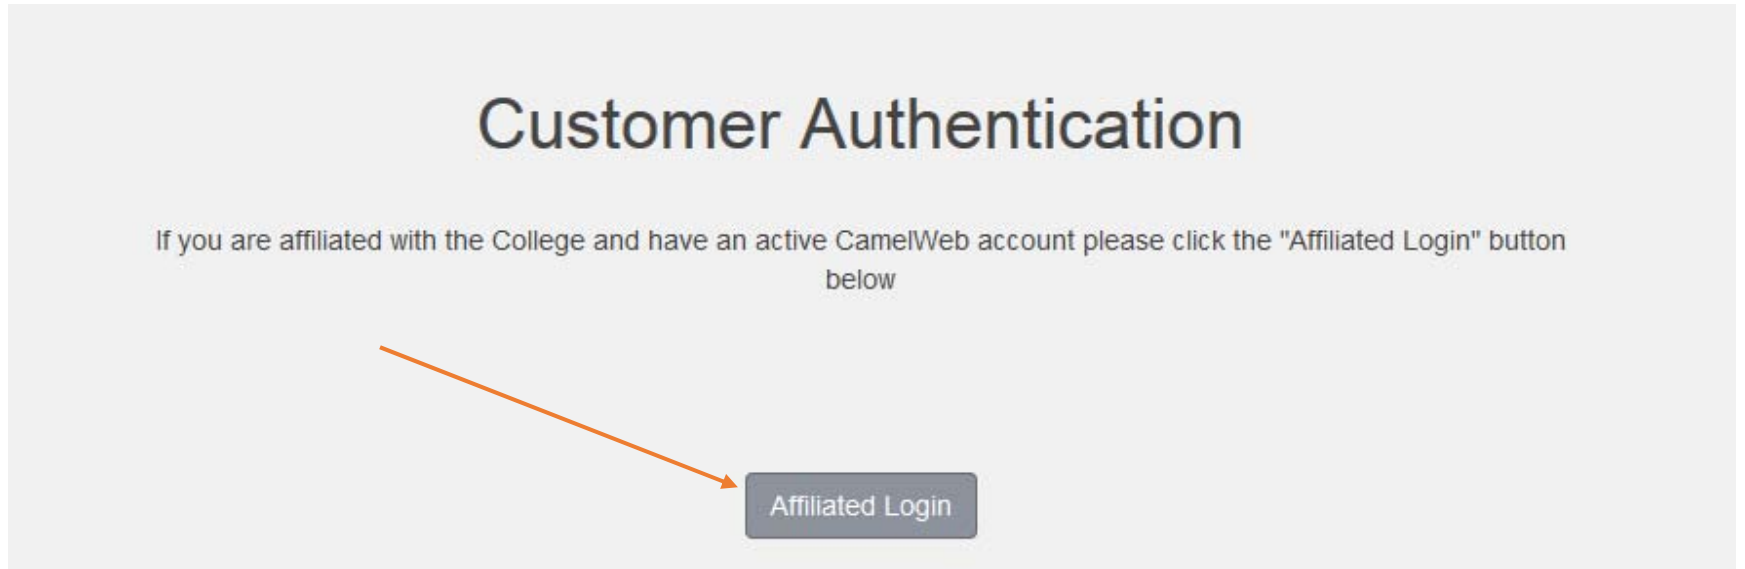 Customer Authentication
If you are affiliated with the College and have an active CamelWeb account please click the "Affiliated Login" button
below
Affiliated Login